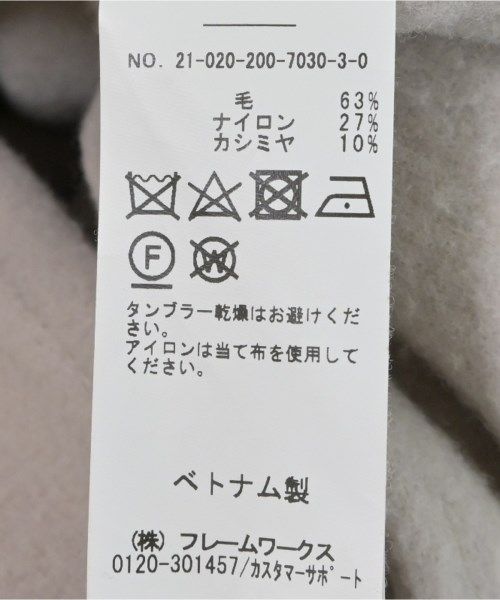 NO. 21-020-200-7030-3-0
毛 63%
ナイロン 27%
カシミヤ 10%
F W
タンブラー乾燥はお避けくだ
さい。
アイロンは当て布を使用して
ください。
ベトナム製
(株) フレームワークス
0120-301457/カスタマーサポート